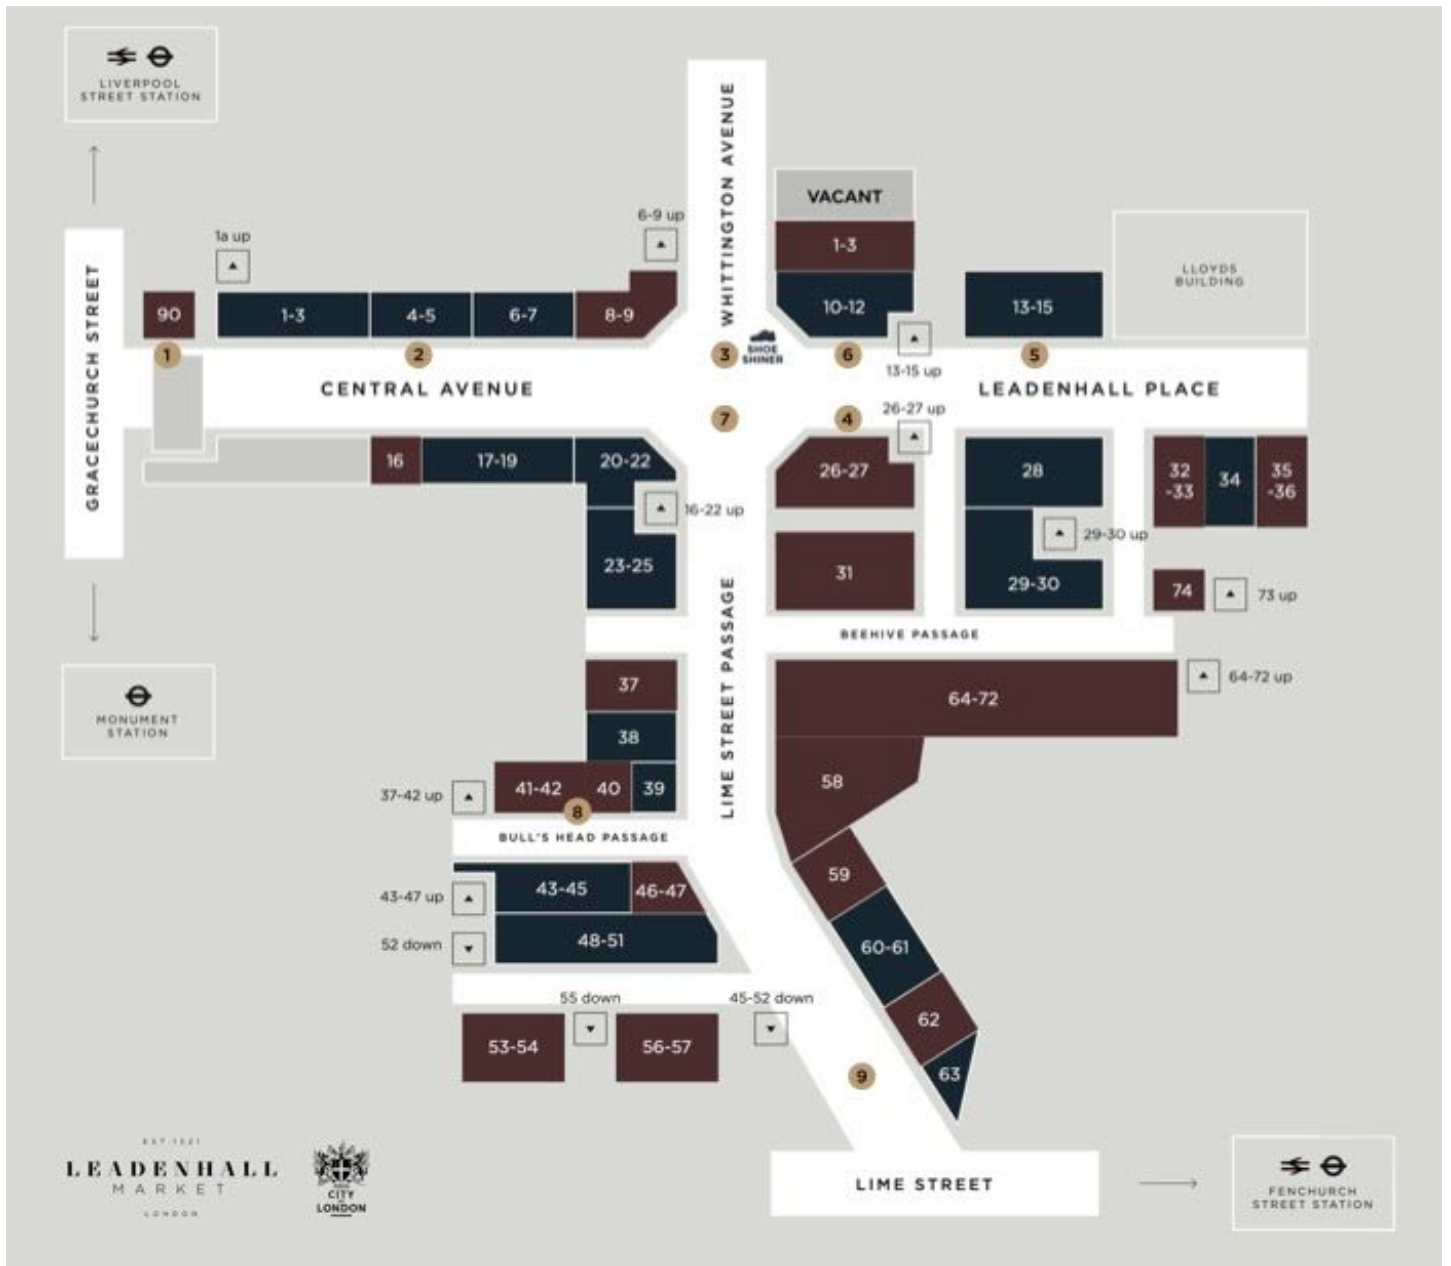 LIVERPOOL
STREET STATION
WHITTINGTON AVENUE
VACANT
6-9 up
1-3
1a up
LLOYDS
BUILDING
GRACECHURCH STREET
90
1-3
4-5
6-7
8-9
10-12
13-15
1
2
3
SHOE
SHINER
6
5
13-15 up
CENTRAL AVENUE
LEADENHALL PLACE
7
4
26-27 up
16
17-19
20-22
26-27
28
32
-33
34
35
-36
16-22 up
29-30 up
23-25
31
29-30
74
73 up
LIME STREET PASSAGE
BEEHIVE PASSAGE
MONUMENT
STATION
37
64-72
64-72 up
38
37-42 up
41-42
40
39
58
8
BULL'S HEAD PASSAGE
59
43-47 up
43-45
46-47
52 down
48-51
60-61
55 down
45-52 down
62
53-54
56-57
9
63
EST·1321
LEADENHALL
MARKET
LONDON
CITY
LONDON
LIME STREET
FENCHURCH
STREET STATION